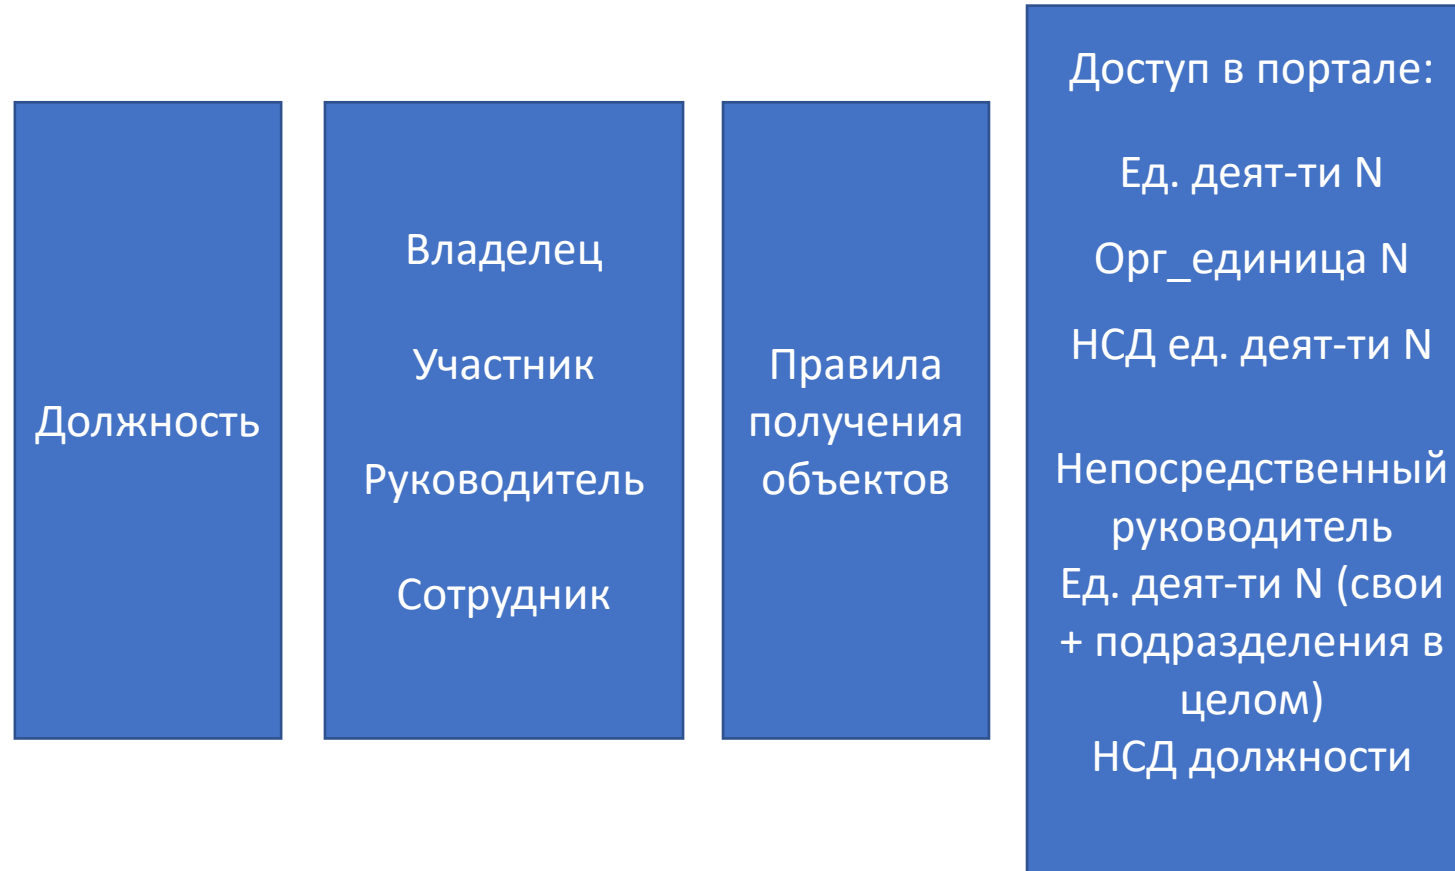 Должность
Владелец
Участник
Руководитель
Сотрудник
Правила
получения
объектов
Доступ в портале:
Ед. деят-ти N
Орг_единица N
НСД ед. деят-ти N
Непосредственный
руководитель
Ед. деят-ти N (свои
+ подразделения в
целом)
НСД должности